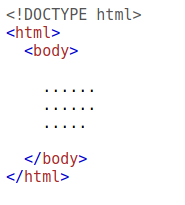 <!DOCTYPE html>
<html>
  <body>

    ......
    ......
    .....

  </body>
</html>